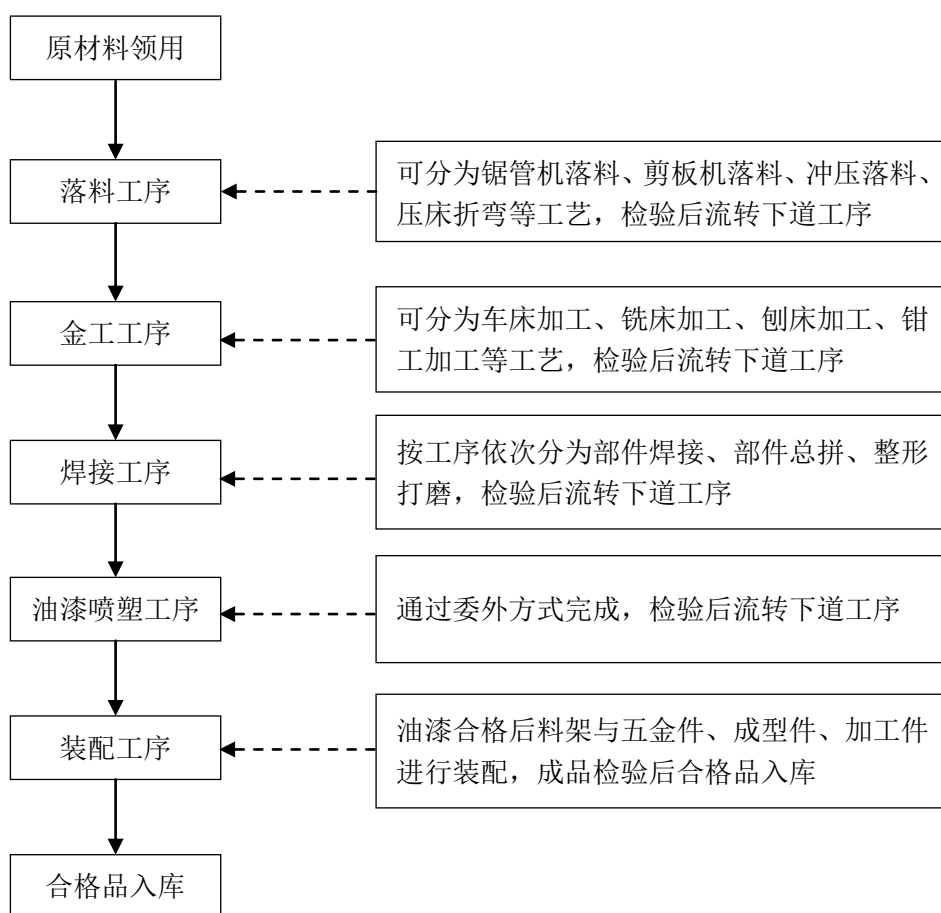 原材料领用
落料工序
可分为锯管机落料、剪板机落料、冲压落料、
压床折弯等工艺，检验后流转下道工序
金工工序
可分为车床加工、铣床加工、刨床加工、钳
工加工等工艺，检验后流转下道工序
焊接工序
按工序依次分为部件焊接、部件总拼、整形
打磨，检验后流转下道工序
油漆喷塑工序
通过委外方式完成，检验后流转下道工序
装配工序
油漆合格后料架与五金件、成型件、加工件
进行装配，成品检验后合格品入库
合格品入库